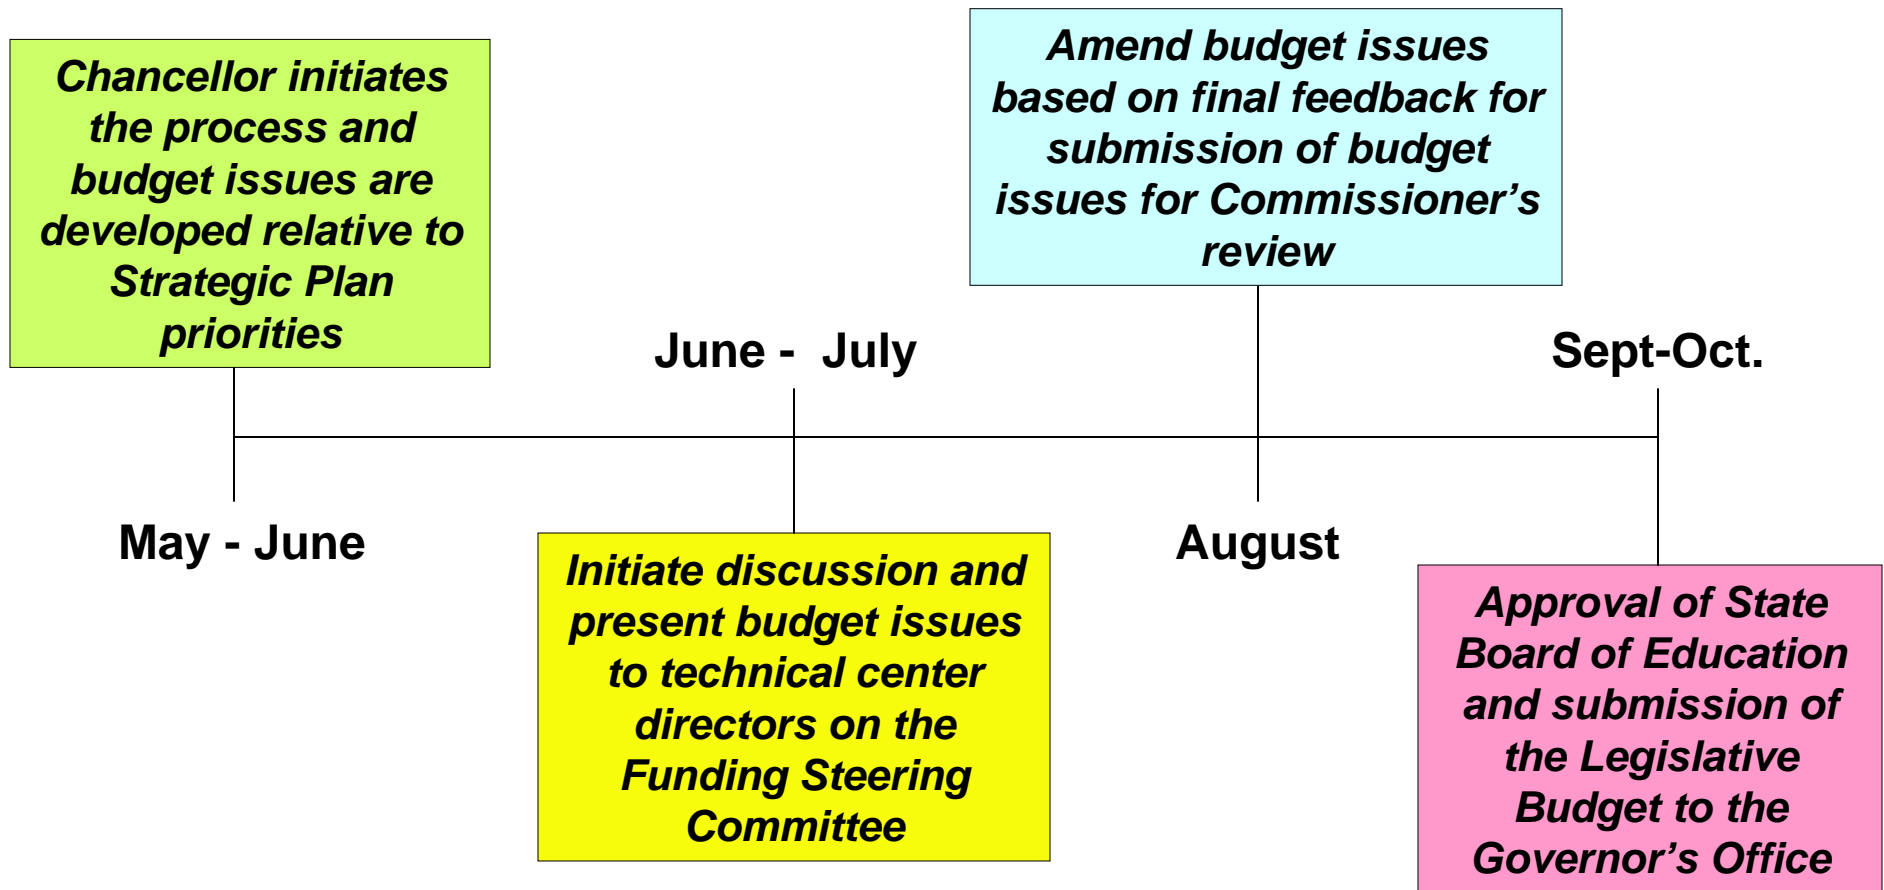 Chancellor initiates
the process and
budget issues are
developed relative to
Strategic Plan
priorities
May - June
June -  July
Initiate discussion and
present budget issues
to technical center
directors on the
Funding Steering
Committee
Amend budget issues
based on final feedback for
submission of budget
issues for Commissioner’s
review
August
Sept-Oct.
Approval of State
Board of Education
and submission of
the Legislative
Budget to the
Governor’s Office